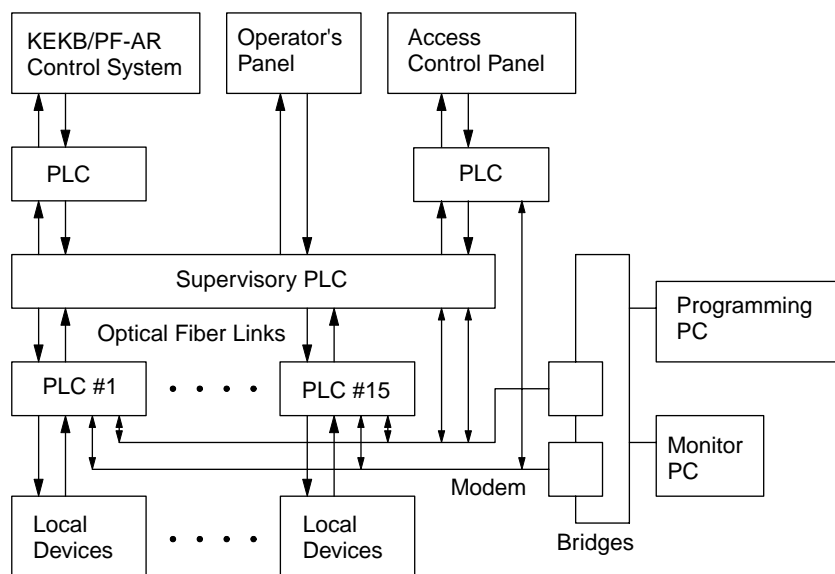 KEKB/PF-AR
Control System
Operator's
Panel
Access
Control Panel
PLC
PLC
Supervisory PLC
Optical Fiber Links
Programming
PC
PLC #1
PLC #15
Monitor
PC
Modem
Local
Devices
Local
Devices
Bridges